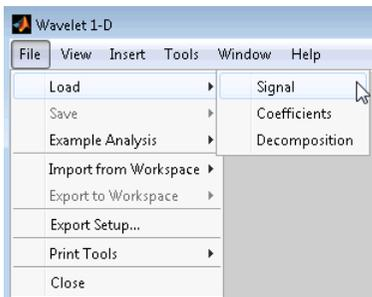 Wavelet 1-D
File View Insert Tools Window Help
Load
Signal
Save
Coefficients
Example Analysis
Decomposition
Import from Workspace
Export to Workspace
Export Setup...
Print Tools
Close